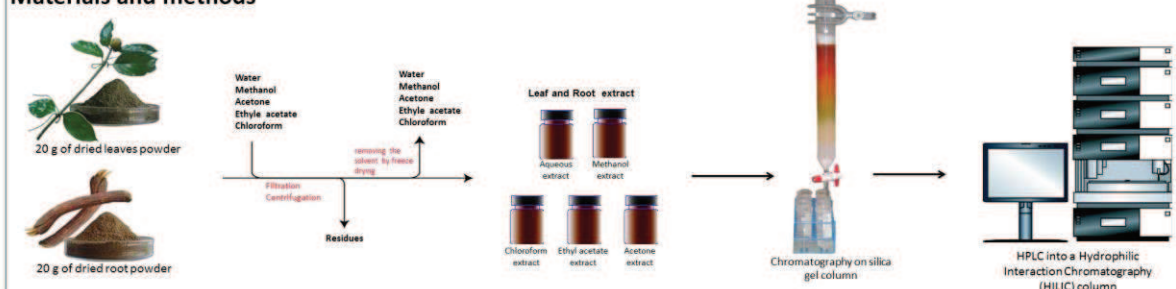 Materials and methods
20 g of dried leaves powder
20 g of dried root powder
Water
Methanol
Acetone
Ethyle acetate
Chloroform
Filtration
Centrifugation
Residues
removing the
solvent by freeze
drying
Water
Methanol
Acetone
Ethyle acetate
Chloroform
Leaf and Root extract
Aqueous
extract
Methanol
extract
Chloroform
extract
Ethyl acetate
extract
Acetone
extract
Chromatography on silica
gel column
HPLC into a Hydrophilic
Interaction Chromatography
(HILIC) column